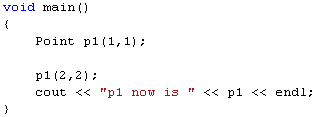 void main()
{
    Point p1(1,1);
    p1(2,2);
    cout << "p1 now is " << p1 << endl;
}